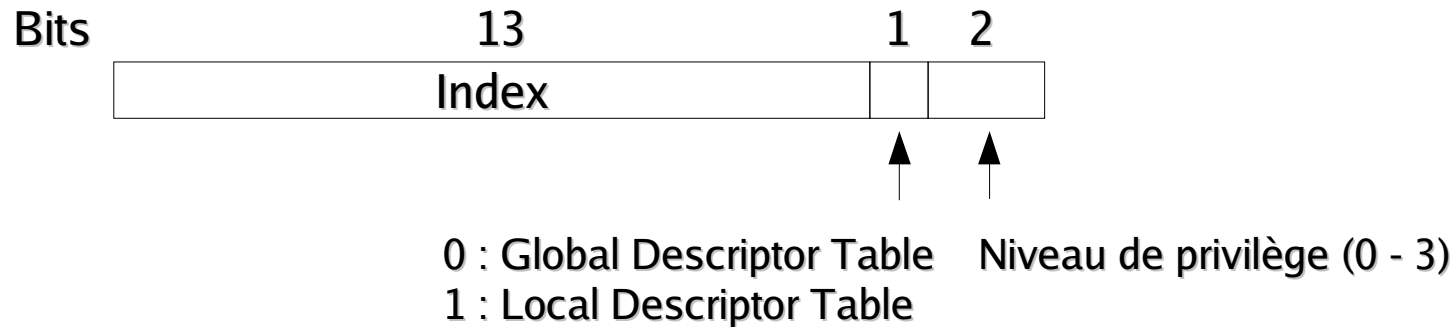 Bits 13 1 2
Index
0 : Global Descriptor Table Niveau de privilège (0 - 3)
1 : Local Descriptor Table